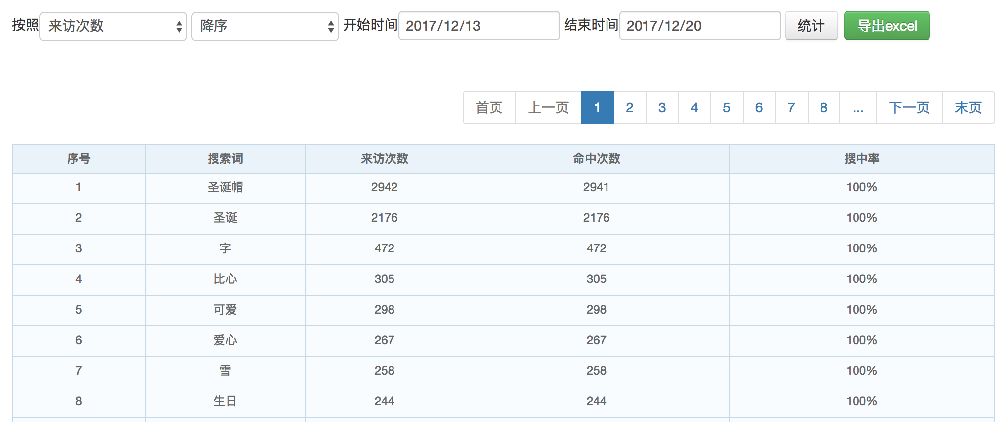 按照 来访次数 降序 开始时间 2017/12/13 结束时间 2017/12/20 统计 导出excel
首页 上一页 1 2 3 4 5 6 7 8 ... 下一页 末页
序号 搜索词 来访次数 命中次数 搜中率
1 圣诞帽 2942 2941 100%
2 圣诞 2176 2176 100%
3 字 472 472 100%
4 比心 305 305 100%
5 可爱 298 298 100%
6 爱心 267 267 100%
7 雪 258 258 100%
8 生日 244 244 100%